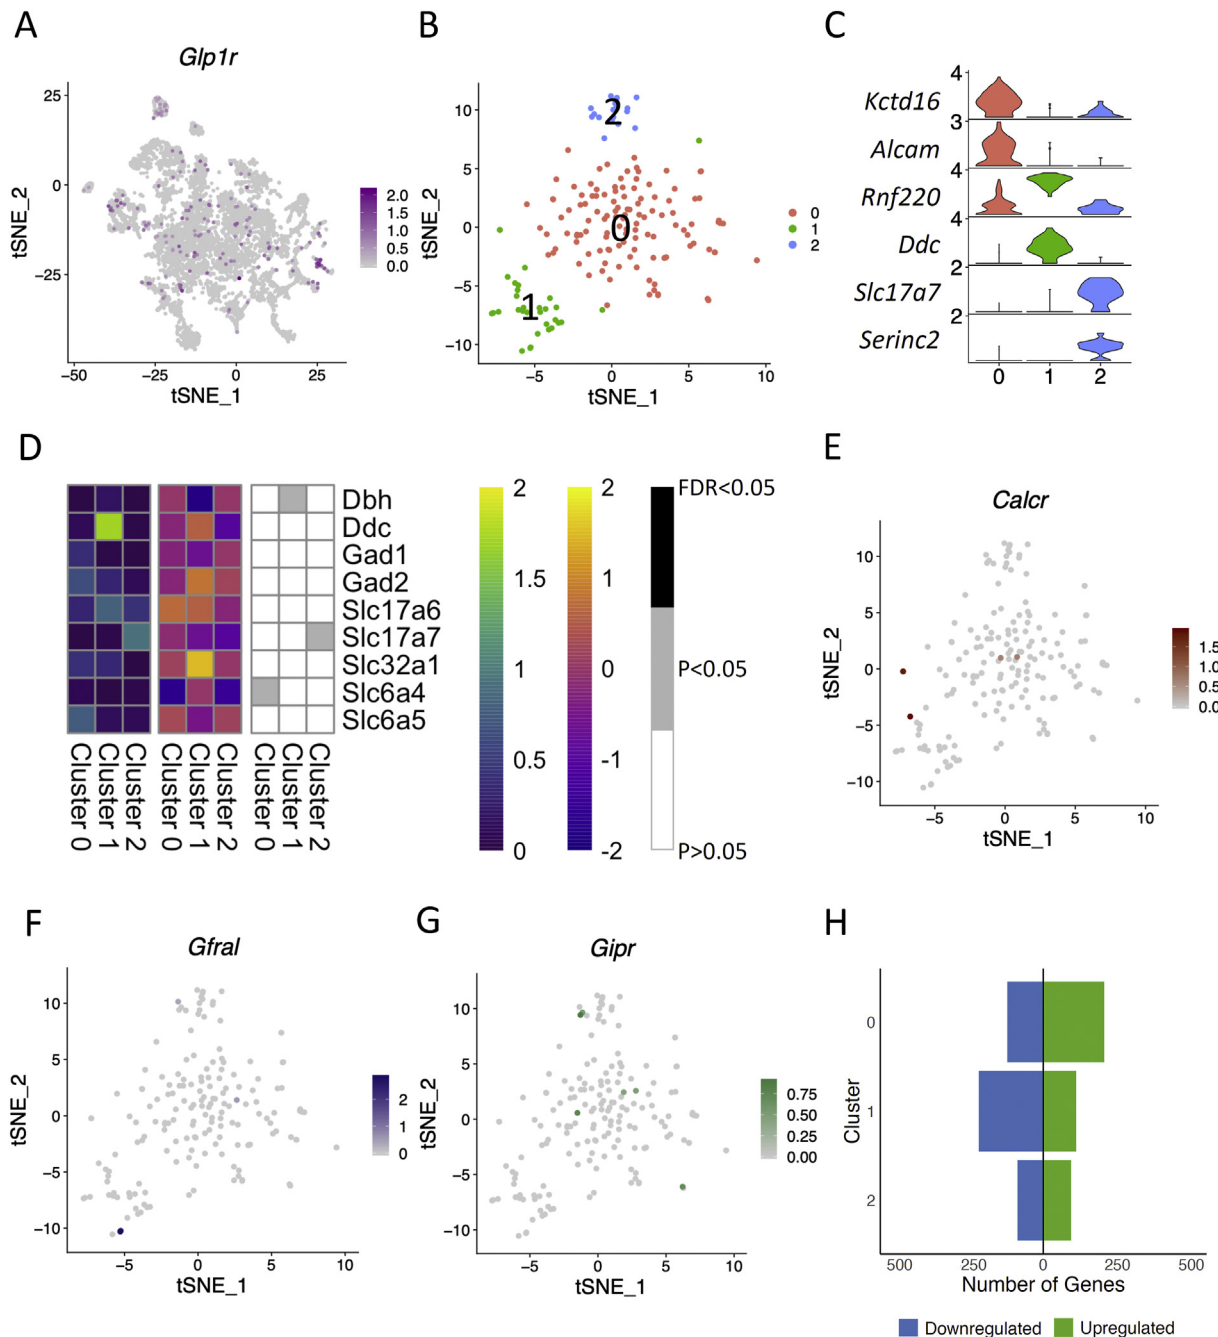 A
Glp1r
25
0
−25
−50
−25
0
25
tSNE_1
tSNE_2
2.0
1.5
1.0
0.5
0.0
B
10
5
0
−5
−10
−5
0
5
10
tSNE_1
tSNE_2
2
0
1
0
1
2
C
4
Kctd16
3
Alcam
4
Rnf220
4
Ddc
2
Slc17a7
2
Serinc2
0 1 2
D
Dbh
Ddc
Gad1
Gad2
Slc17a6
Slc17a7
Slc32a1
Slc6a4
Slc6a5
Cluster 0
Cluster 1
Cluster 2
Cluster 0
Cluster 1
Cluster 2
Cluster 0
Cluster 1
Cluster 2
2
1.5
1
0.5
0
2
1
0
-1
-2
FDR<0.05
P<0.05
P>0.05
E
Calcr
10
5
0
−5
−10
−5
0
5
10
tSNE_1
tSNE_2
1.5
1.0
0.5
0.0
F
Gfral
10
5
0
−5
−10
−5
0
5
10
tSNE_1
tSNE_2
2
1
0
G
Gipr
10
5
0
−5
−10
−5
0
5
10
tSNE_1
tSNE_2
0.75
0.50
0.25
0.00
H
0
1
2
Cluster
500 250 0 250 500
Number of Genes
Downregulated Upregulated